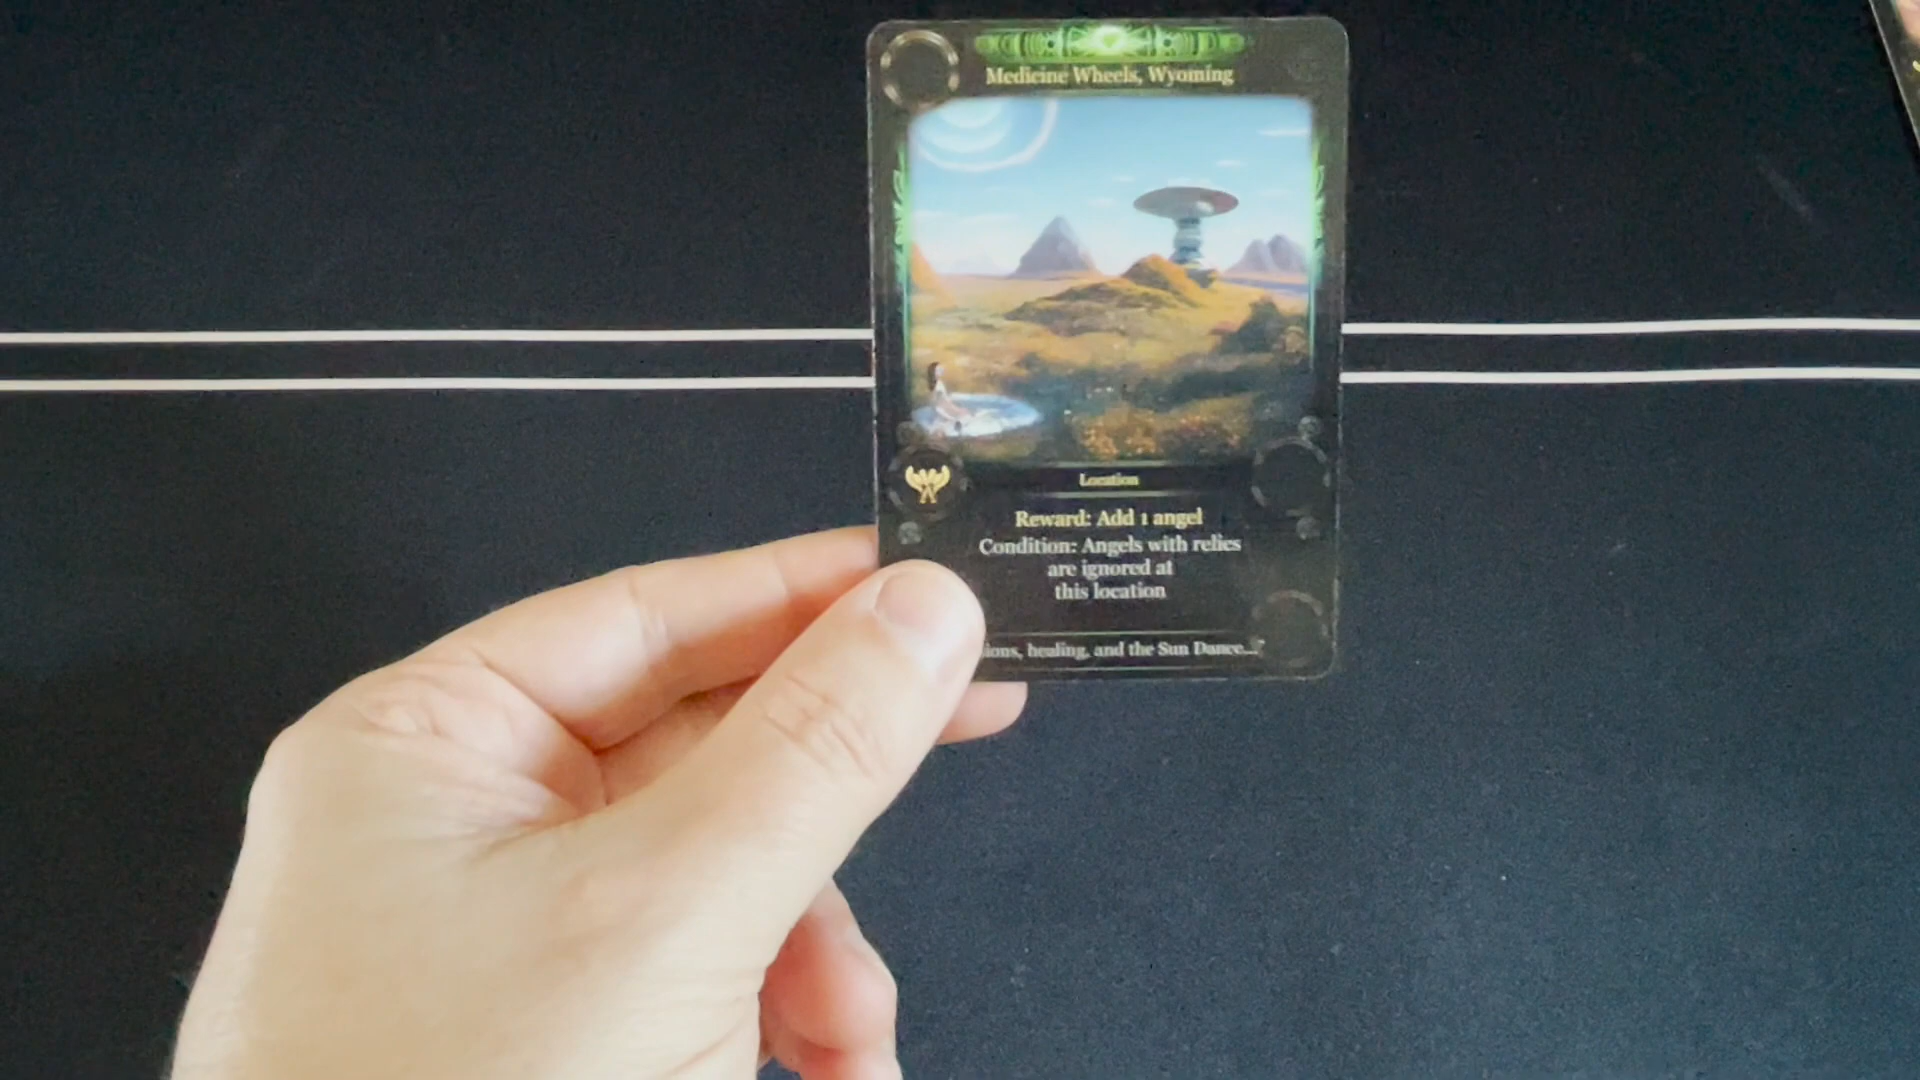 Medicine Wheels, Wyoming
Location
Reward: Add 1 angel
Condition: Angels with relics
are ignored at
this location
healing, and the Sun Dance..."